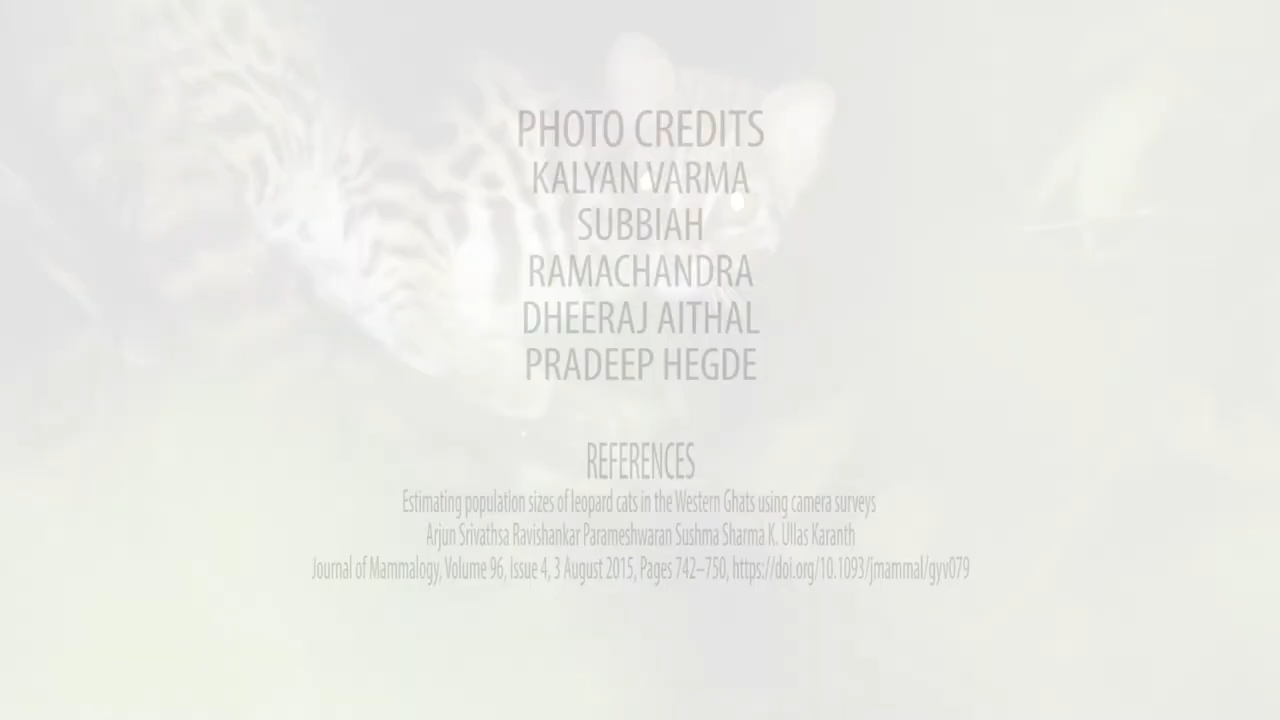 PHOTO CREDITS
KALYAN VARMA
SUBBIAH
RAMACHANDRA
DHEERAJ AITHAL
PRADEEP HEGDE
REFERENCES
Estimating population sizes of leopard cats in the Western Ghats using camera surveys
Arjun Srivathsa Ravishankar Parameshwaran Sushma Sharma K. Ullas Karanth
Journal of Mammalogy, Volume 96, Issue 4, 3 August 2015, Pages 742–750, https://doi.org/10.1093/jmammal/gyv079